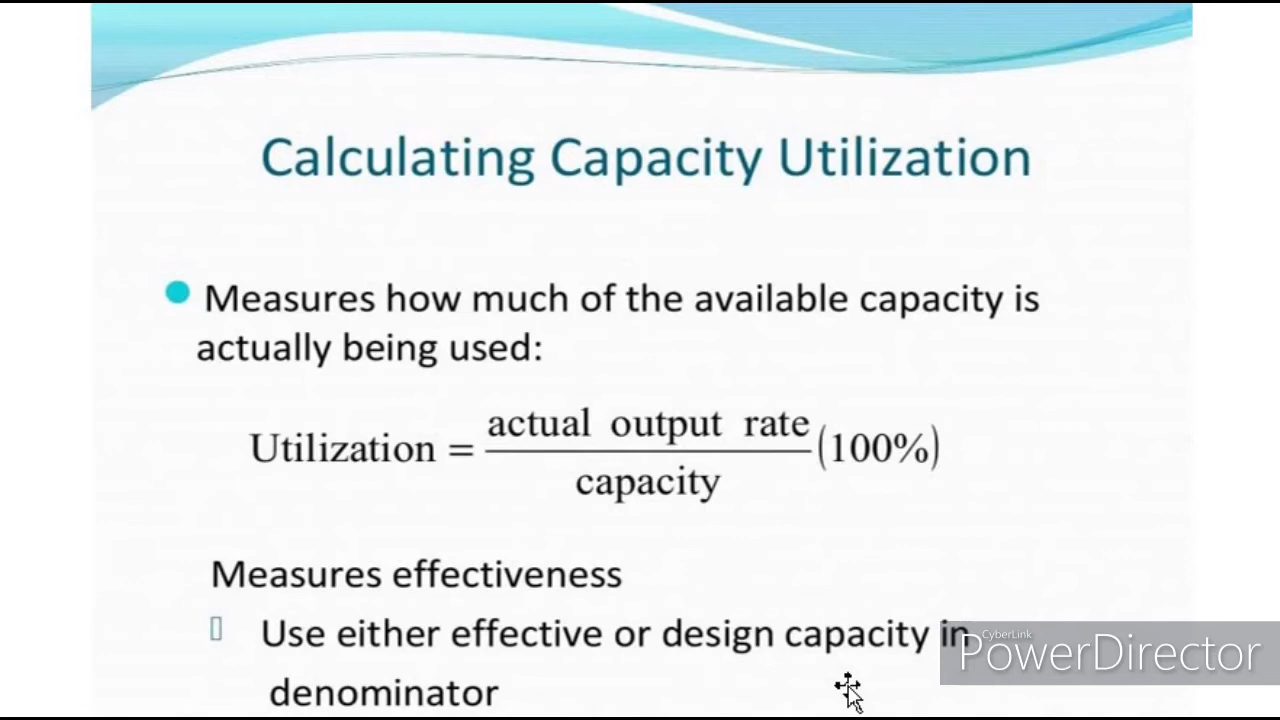 Calculating Capacity Utilization
Measures how much of the available capacity is
actually being used:
Utilization = actual output rate / capacity (100%)
Measures effectiveness
Use either effective or design capacity in
denominator
CyberLink
PowerDirector